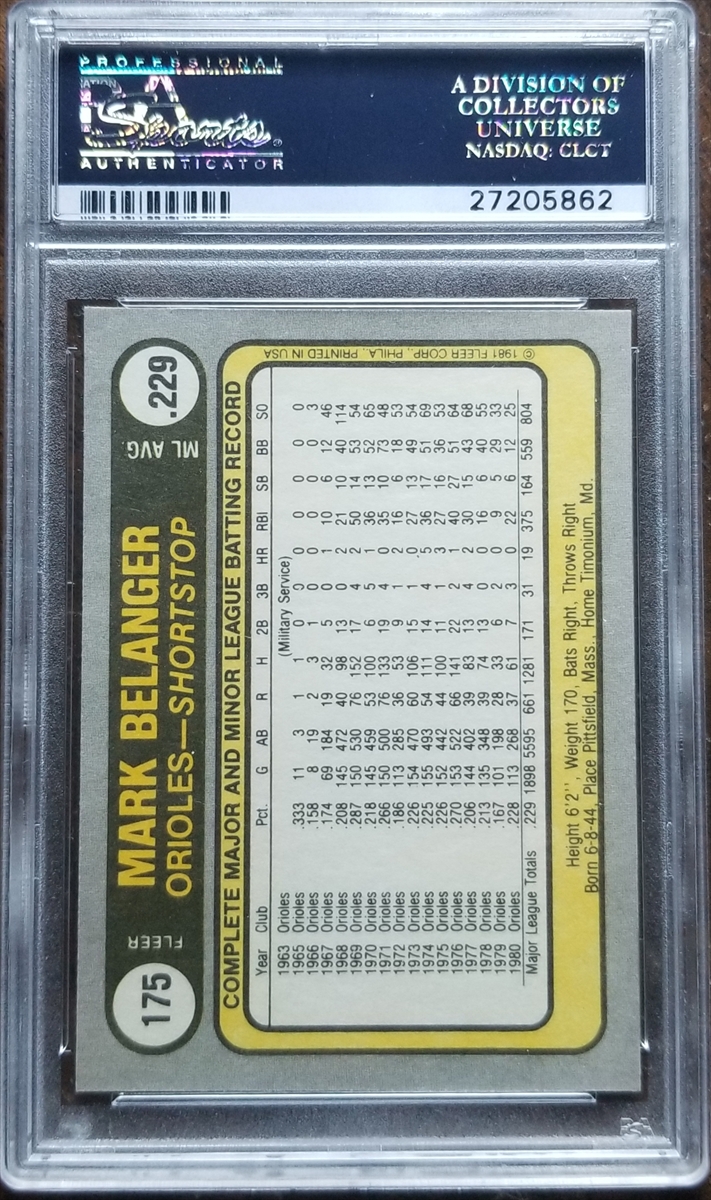 PROFESSIONAL
PSA
AUTHENTICATOR
A DIVISION OF
COLLECTORS
UNIVERSE
NASDAQ: CLCT
27205862
175
FLEER
MARK BELANGER
ORIOLES—SHORTSTOP
ML AVG.
.229
COMPLETE MAJOR AND MINOR LEAGUE BATTING RECORD
Year Club Pct. G AB R H 2B 3B HR RBI SB BB SO
1963 Orioles (Military Service)
1965 Orioles .333 11 3 1 1 0 0 0 0 0 0 0
1966 Orioles .158 8 19 2 3 1 0 0 0 0 0 3
1967 Orioles .174 69 184 19 32 5 0 1 10 6 12 46
1968 Orioles .208 145 472 40 98 13 0 2 21 10 40 114
1969 Orioles .287 150 530 76 152 17 4 2 50 14 53 54
1970 Orioles .218 145 459 53 100 6 5 1 36 13 52 65
1971 Orioles .266 150 500 76 133 19 4 0 35 10 73 48
1972 Orioles .186 113 285 36 53 9 1 2 16 6 18 53
1973 Orioles .226 154 470 60 106 15 1 0 27 13 49 54
1974 Orioles .225 155 493 54 111 14 4 5 36 17 51 69
1975 Orioles .226 152 442 44 100 11 1 3 27 16 36 53
1976 Orioles .270 153 522 66 141 22 2 1 40 27 51 64
1977 Orioles .206 144 402 39 83 13 4 2 30 15 43 68
1978 Orioles .213 135 348 39 74 13 0 0 16 6 40 55
1979 Orioles .167 101 198 28 33 6 2 0 9 5 29 33
1980 Orioles .228 113 268 37 61 7 3 0 22 6 12 25
Major League Totals .229 1898 5595 661 1281 171 31 19 375 164 559 804
© 1981 FLEER CORP., PHILA., PRINTED IN USA
Height 6'2", Weight 170, Bats Right, Throws Right
Born 6-8-44, Place Pittsfield, Mass., Home Timonium, Md.